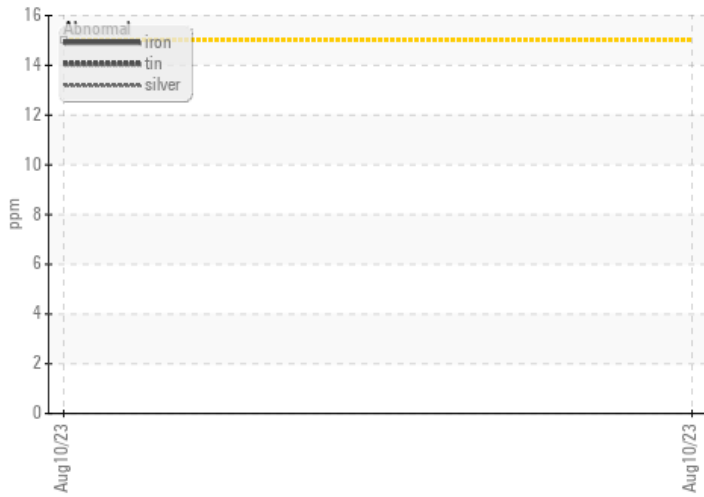 16
Abnormal
iron
tin
silver
14
12
10
8
6
4
2
0
ppm
Aug10/23
Aug10/23